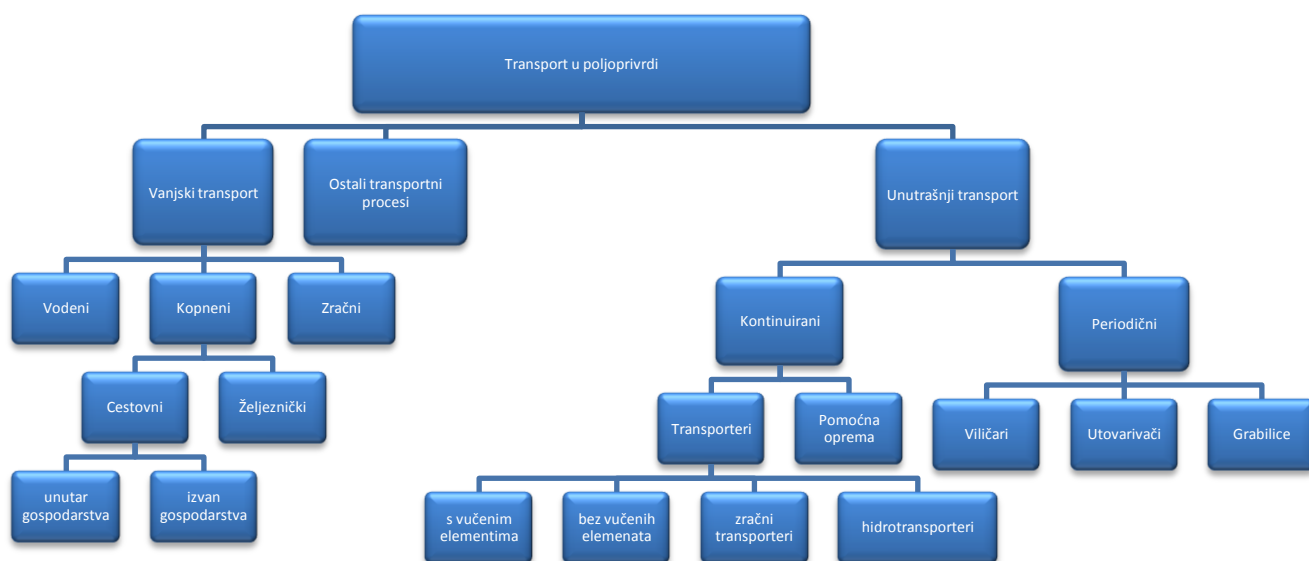 Transport u poljoprivrdi
Vanjski transport
Ostali transportni
procesi
Unutrašnji transport
Vodeni
Kopneni
Zračni
Kontinuirani
Periodični
Cestovni
Željeznički
Transporteri
Pomoćna
oprema
Viličari
Utovarivači
Grabilice
unutar
gospodarstva
izvan
gospodarstva
s vučenim
elementima
bez vučenih
elemenata
zračni
transporteri
hidrotransporteri